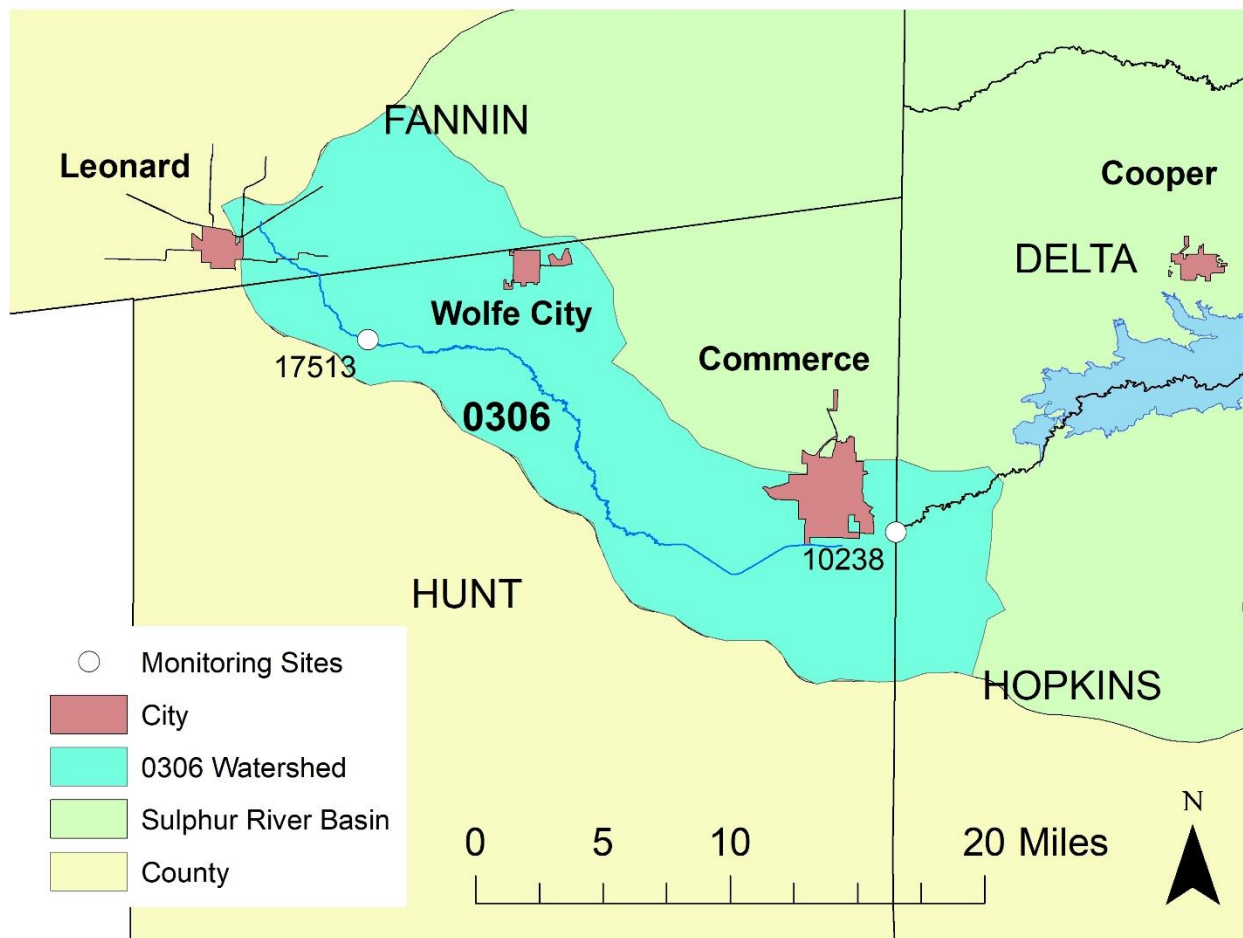 FANNIN
Leonard
Cooper
DELTA
Wolfe City
17513
Commerce
0306
10238
HUNT
HOPKINS
Monitoring Sites
City
0306 Watershed
Sulphur River Basin
County
0 5 10 20 Miles
N